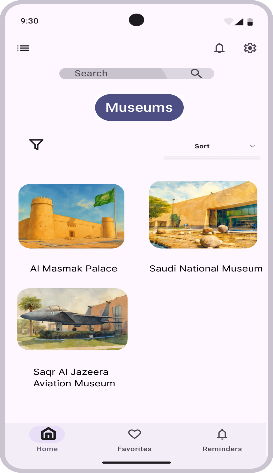 9:30
Search
Museums
Sort
Al Masmak Palace
Saudi National Museum
Saqr Al Jazeera
Aviation Museum
Home
Favorites
Reminders